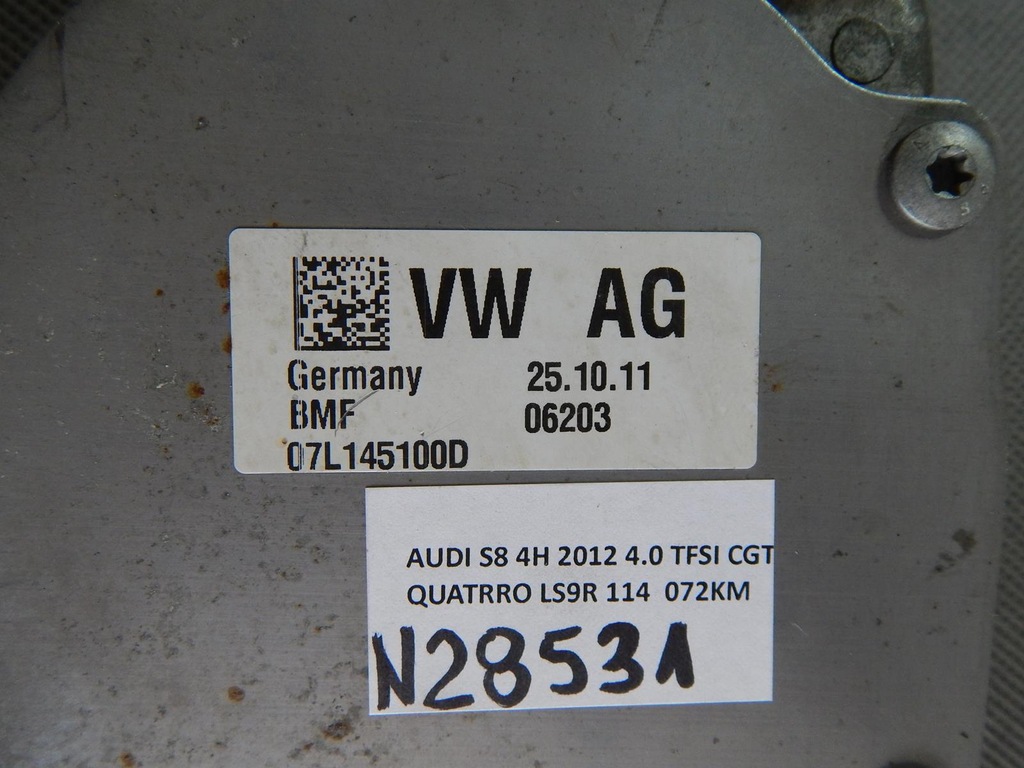 VW AG
Germany 25.10.11
BMF 06203
07L145100D
AUDI S8 4H 2012 4.0 TFSI CGT
QUATRRO LS9R 114 072KM
N28531